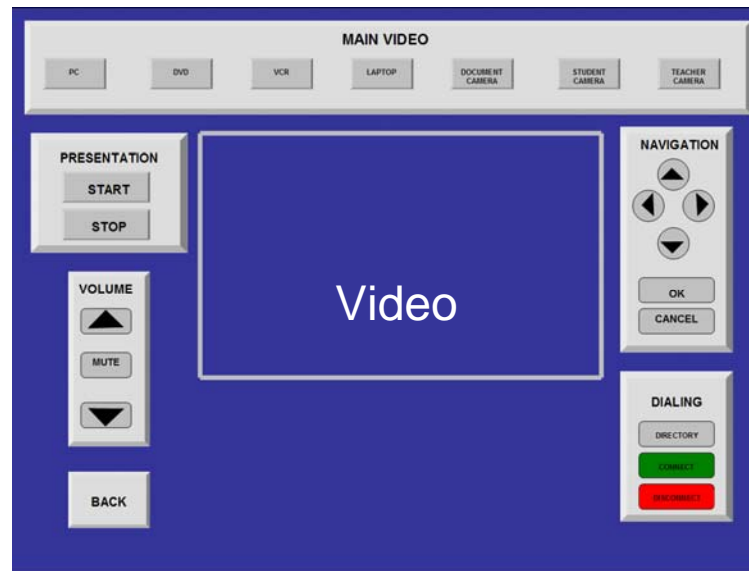 MAIN VIDEO
PC
DVD
VCR
LAPTOP
DOCUMENT
CAMERA
STUDENT
CAMERA
TEACHER
CAMERA
PRESENTATION
START
STOP
VOLUME
MUTE
BACK
Video
NAVIGATION
OK
CANCEL
DIALING
DIRECTORY
CONNECT
DISCONNECT